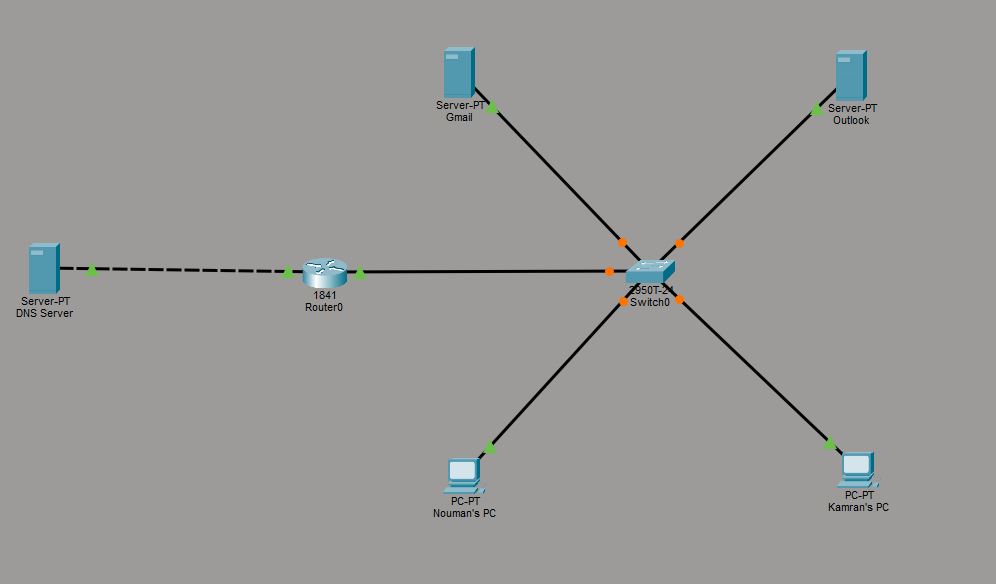 Server-PT
Gmail
Server-PT
Outlook
Server-PT
DNS Server
1841
Router0
2950T-24
Switch0
PC-PT
Nouman's PC
PC-PT
Kamran's PC